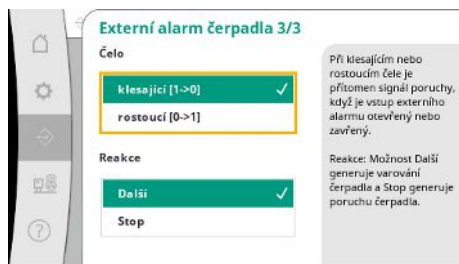 Externí alarm čerpadla 3/3
Čelo
klesající [1->0]
rostoucí [0->1]
Reakce
Další
Stop
Při klesajícím nebo
rostoucím čele je
přítomen signál poruchy,
když je vstup externího
alarmu otevřený nebo
zavřený.
Reakce: Možnost Další
generuje varování
čerpadla a Stop generuje
poruchu čerpadla.